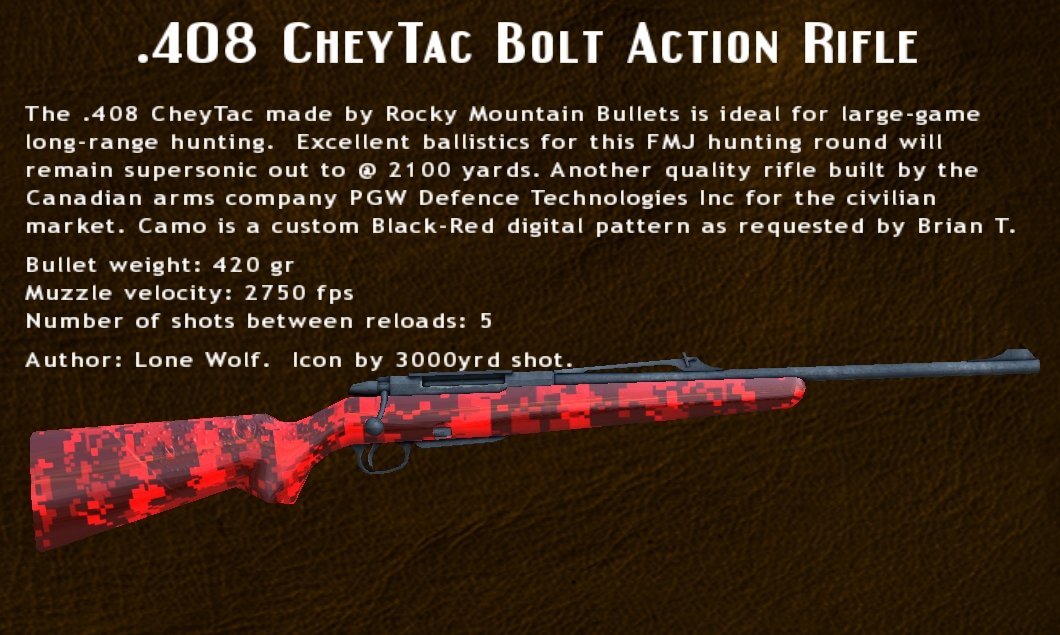 .408 CheyTac Bolt Action Rifle
The .408 CheyTac made by Rocky Mountain Bullets is ideal for large-game
long-range hunting.  Excellent ballistics for this FMJ hunting round will
remain supersonic out to @ 2100 yards. Another quality rifle built by the
Canadian arms company PGW Defence Technologies Inc for the civilian
market. Camo is a custom Black-Red digital pattern as requested by Brian T.
Bullet weight: 420 gr
Muzzle velocity: 2750 fps
Number of shots between reloads: 5
Author: Lone Wolf.  Icon by 3000yrd shot.